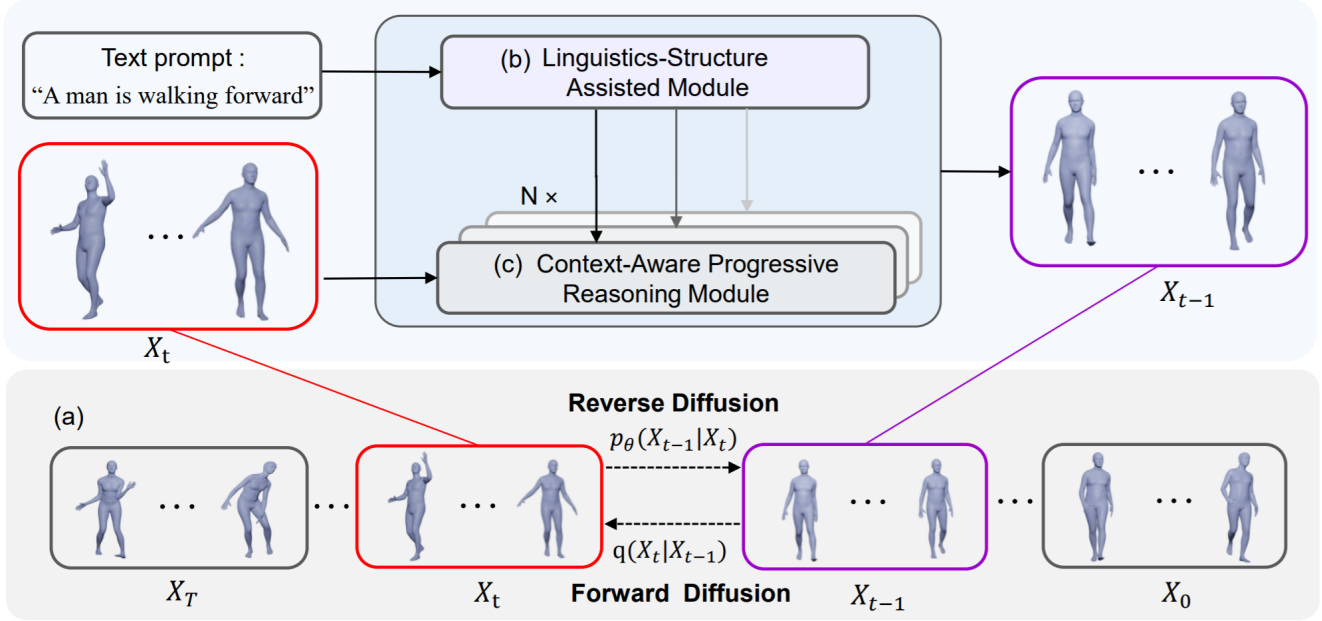 Text prompt :
“A man is walking forward”
(b) Linguistics-Structure
Assisted Module
N ×
(c) Context-Aware Progressive
Reasoning Module
X_t
X_{t−1}
(a)
Reverse Diffusion
p_θ(X_{t−1}|X_t)
q(X_t|X_{t−1})
Forward Diffusion
X_T
X_t
X_{t−1}
X_0